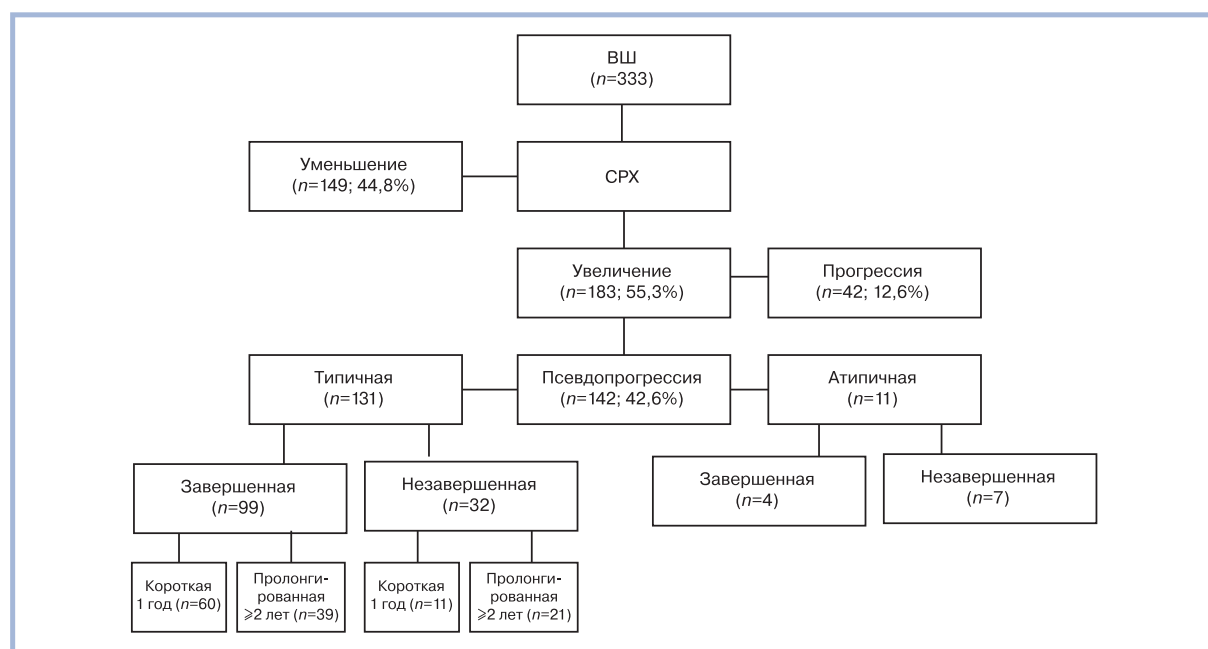 ВШ
(n=333)
Уменьшение
(n=149; 44,8%)
СРХ
Увеличение
(n=183; 55,3%)
Прогрессия
(n=42; 12,6%)
Типичная
(n=131)
Псевдопрогрессия
(n=142; 42,6%)
Атипичная
(n=11)
Завершенная
(n=99)
Незавершенная
(n=32)
Завершенная
(n=4)
Незавершенная
(n=7)
Короткая
1 год (n=60)
Пролонги-
рованная
⩾2 лет (n=39)
Короткая
1 год (n=11)
Пролонги-
рованная
⩾2 лет (n=21)